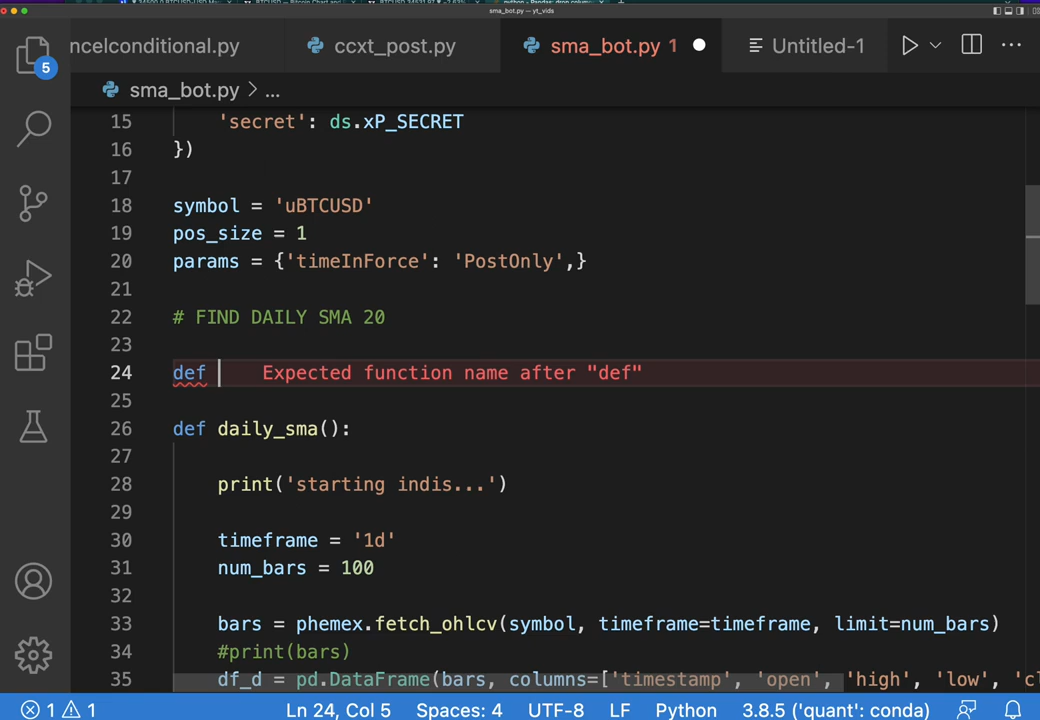 sma_bot.py — yt_vids
ncelconditional.py ccxt_post.py sma_bot.py 1 Untitled-1 ...
5
sma_bot.py > ...
15 'secret': ds.xP_SECRET
16 })
17
18 symbol = 'uBTCUSD'
19 pos_size = 1
20 params = {'timeInForce': 'PostOnly',}
21
22 # FIND DAILY SMA 20
23
24 def Expected function name after "def"
25
26 def daily_sma():
27
28 print('starting indis...')
29
30 timeframe = '1d'
31 num_bars = 100
32
33 bars = phemex.fetch_ohlcv(symbol, timeframe=timeframe, limit=num_bars)
34 #print(bars)
35 df_d = pd.DataFrame(bars, columns=['timestamp', 'open', 'high', 'low', 'cl
1 1 Ln 24, Col 5 Spaces: 4 UTF-8 LF Python 3.8.5 ('quant': conda)